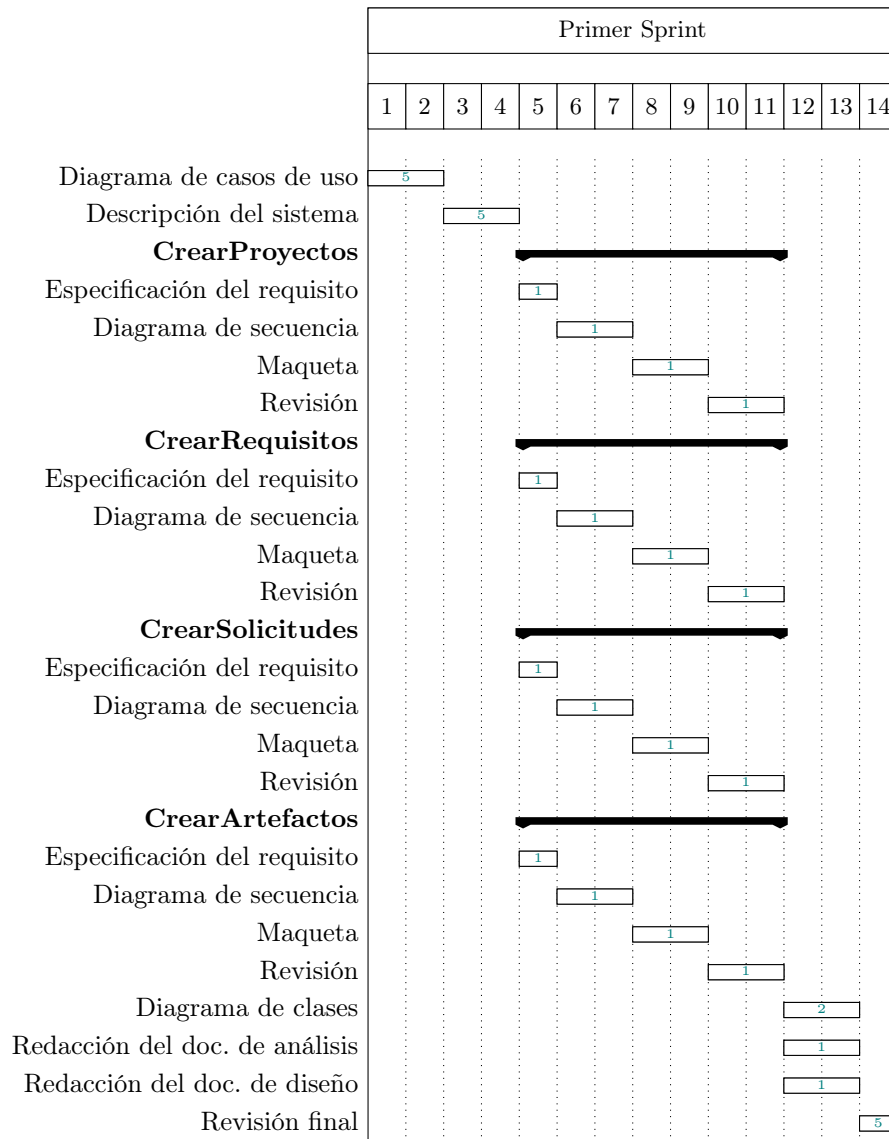 Primer Sprint
1 2 3 4 5 6 7 8 9 10 11 12 13 14
Diagrama de casos de uso 5
Descripción del sistema 5
CrearProyectos
Especificación del requisito 1
Diagrama de secuencia 1
Maqueta 1
Revisión 1
CrearRequisitos
Especificación del requisito 1
Diagrama de secuencia 1
Maqueta 1
Revisión 1
CrearSolicitudes
Especificación del requisito 1
Diagrama de secuencia 1
Maqueta 1
Revisión 1
CrearArtefactos
Especificación del requisito 1
Diagrama de secuencia 1
Maqueta 1
Revisión 1
Diagrama de clases 2
Redacción del doc. de análisis 1
Redacción del doc. de diseño 1
Revisión final 5